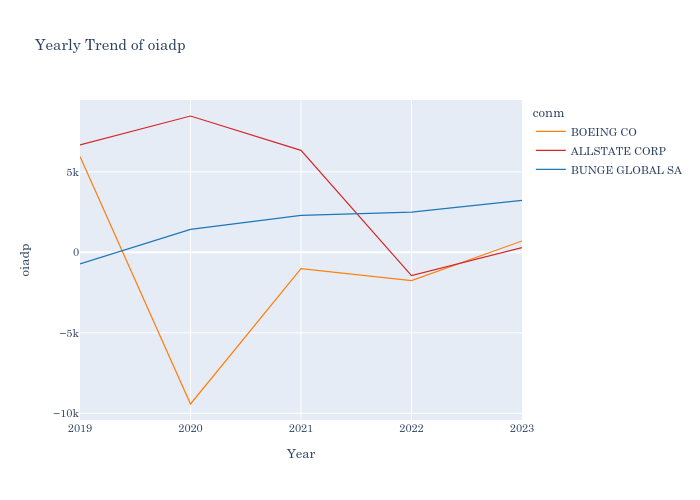 Yearly Trend of oiadp
conm
BOEING CO
ALLSTATE CORP
BUNGE GLOBAL SA
5k
0
−5k
−10k
oiadp
2019 2020 2021 2022 2023
Year